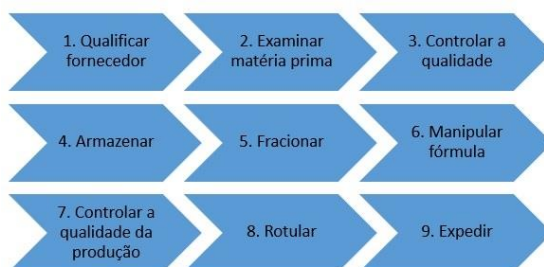 1. Qualificar
fornecedor
2. Examinar
matéria prima
3. Controlar a
qualidade
4. Armazenar
5. Fracionar
6. Manipular
fórmula
7. Controlar a
qualidade da
produção
8. Rotular
9. Expedir